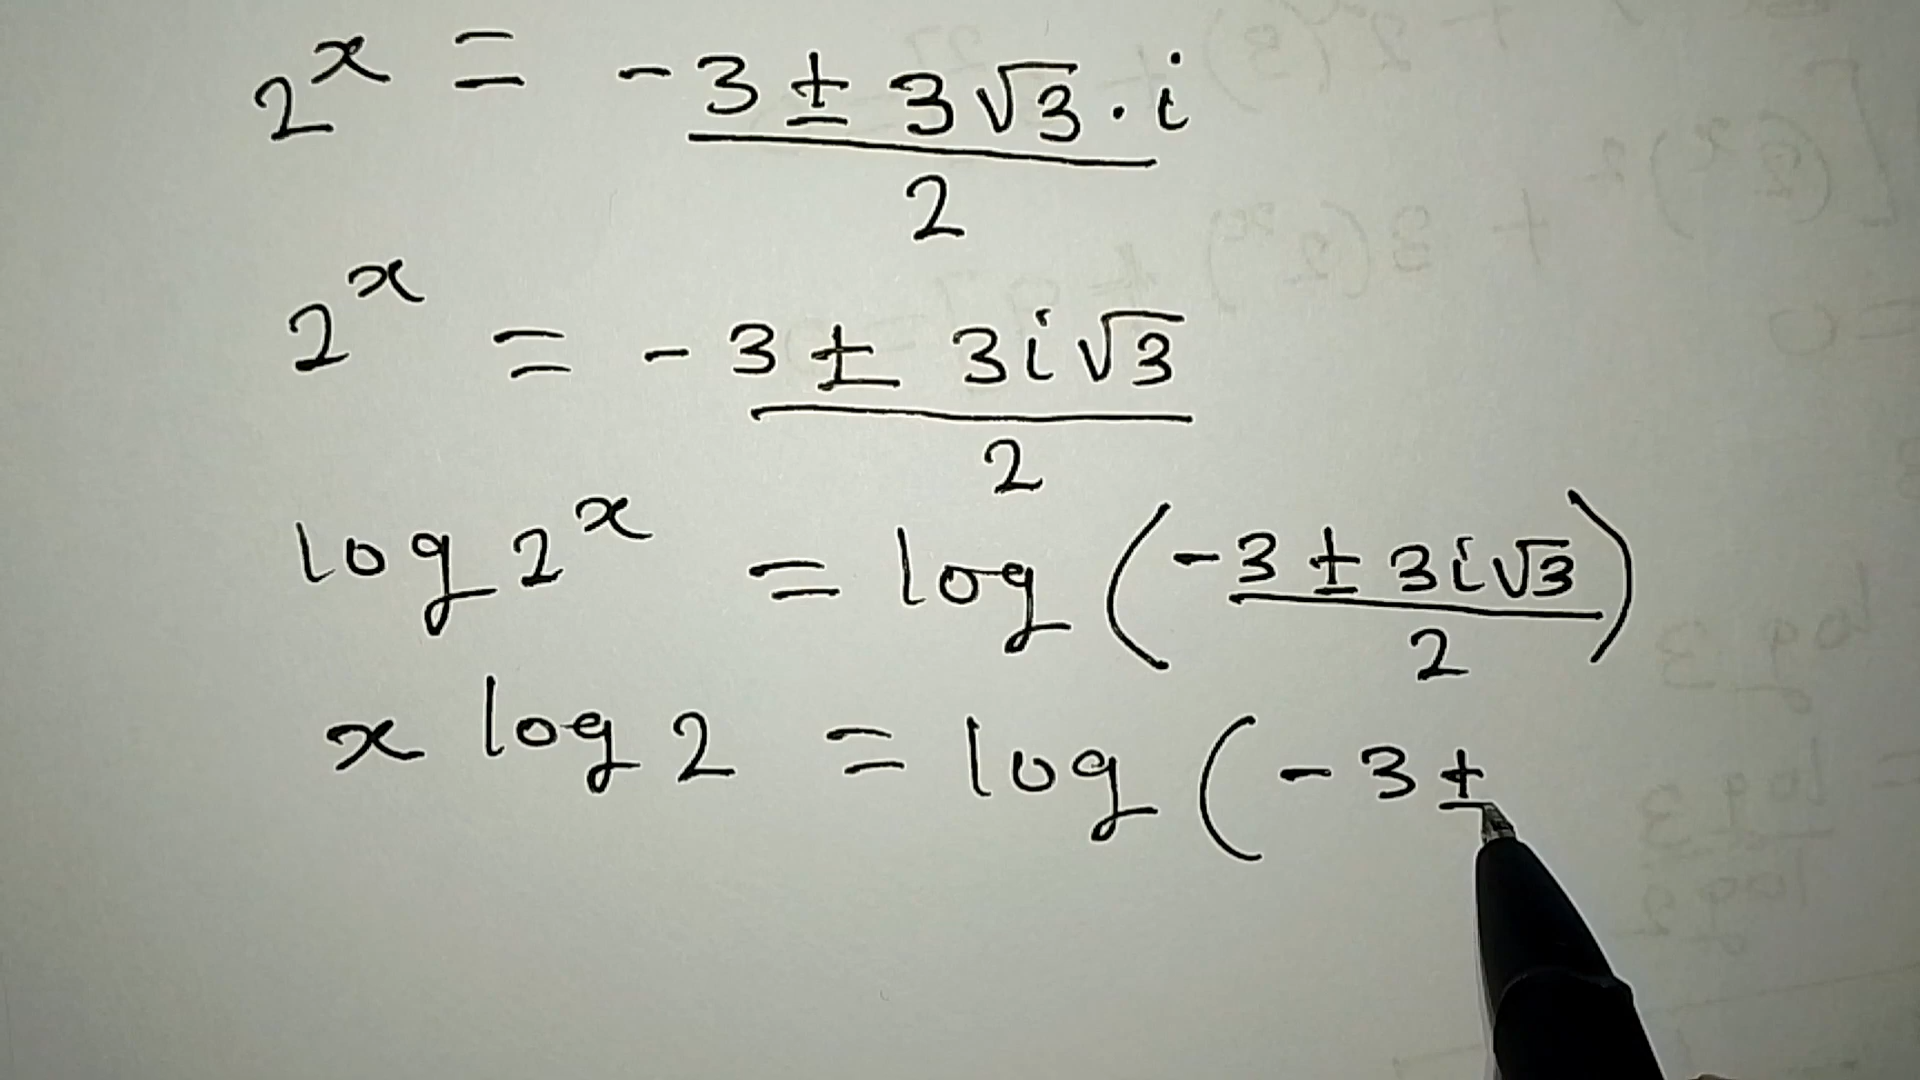 2^x = -3 ± 3√3 · i / 2
2^x = -3 ± 3i√3 / 2
log 2^x = log (-3 ± 3i√3 / 2)
x log 2 = log (-3 ±